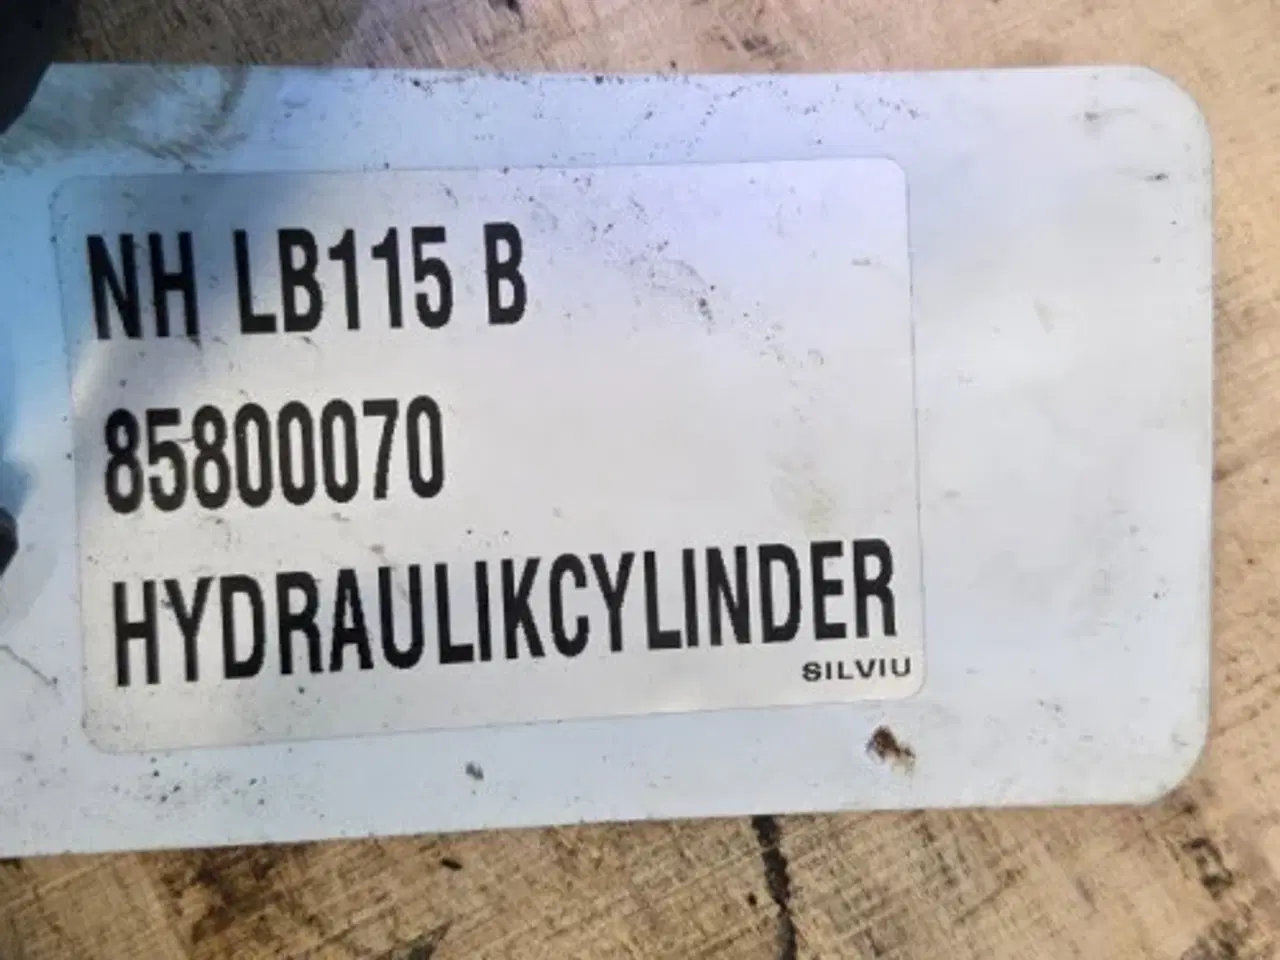 NH LB115 B
85800070
HYDRAULIKCYLINDER
SILVIU